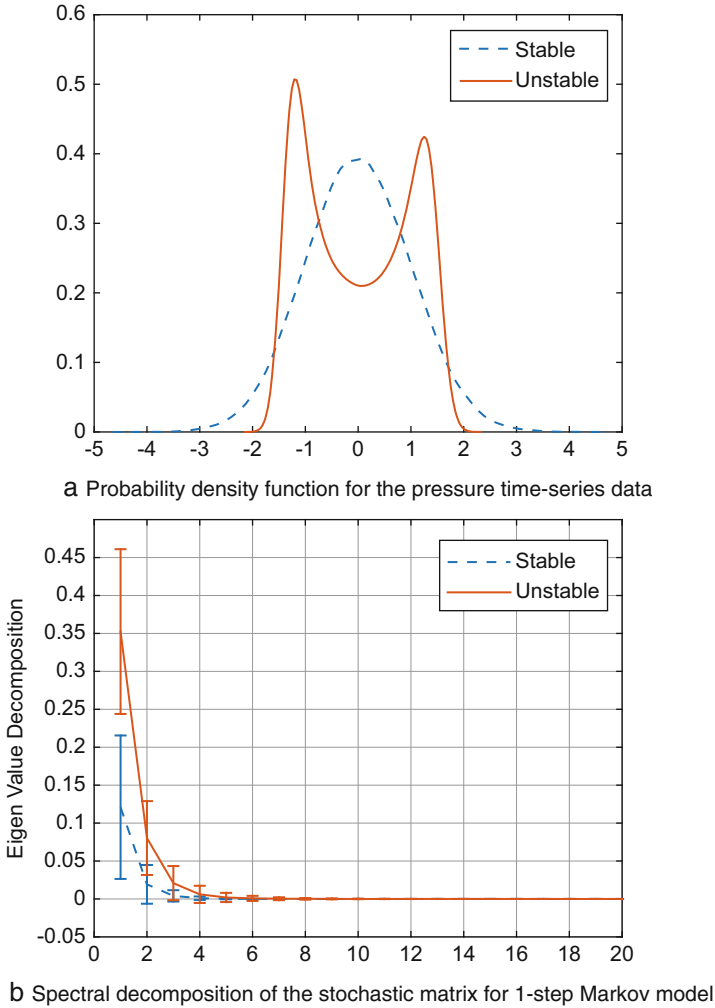 0.6
0.5
0.4
0.3
0.2
0.1
0
Stable
Unstable
-5 -4 -3 -2 -1 0 1 2 3 4 5
a Probability density function for the pressure time-series data
Eigen Value Decomposition
0.45
0.4
0.35
0.3
0.25
0.2
0.15
0.1
0.05
0
-0.05
Stable
Unstable
0 2 4 6 8 10 12 14 16 18 20
b Spectral decomposition of the stochastic matrix for 1-step Markov model